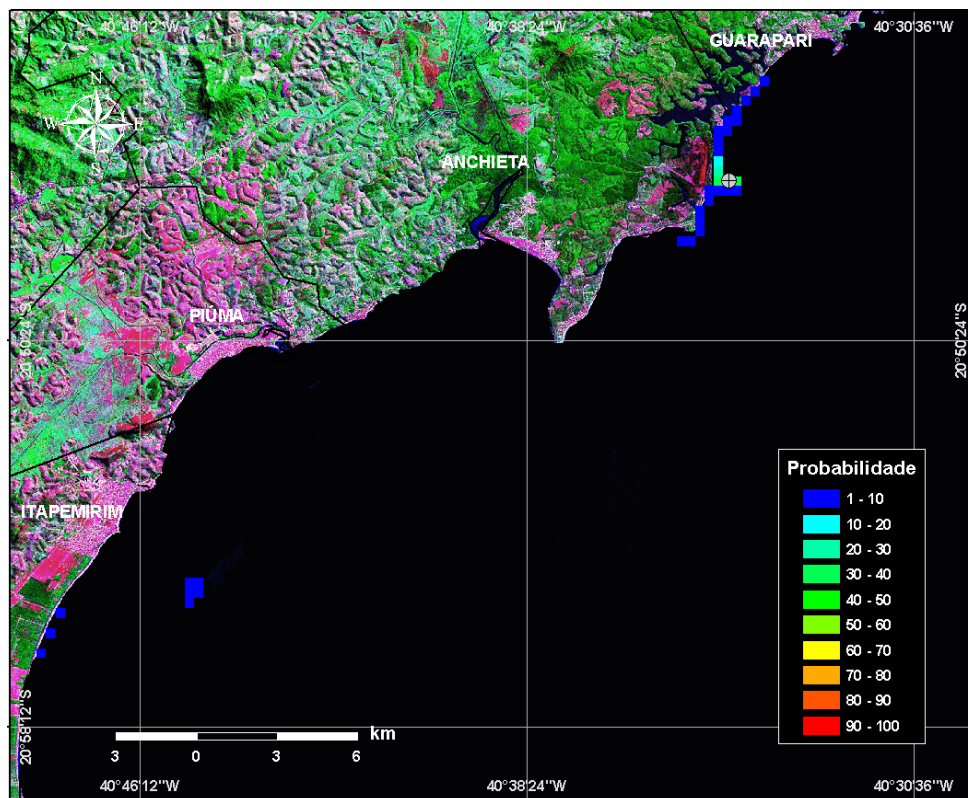 40°46'12''W 40°38'24''W 40°30'36''W
GUARAPARI
N
W E
S
ANCHIETA
PIUMA
20°50'24''S 20°50'24''S
Probabilidade
1 - 10
10 - 20
20 - 30
30 - 40
40 - 50
50 - 60
60 - 70
70 - 80
80 - 90
90 - 100
ITAPEMIRIM
20°58'12''S 20°58'12''S
km
3 0 3 6
40°46'12''W 40°38'24''W 40°30'36''W